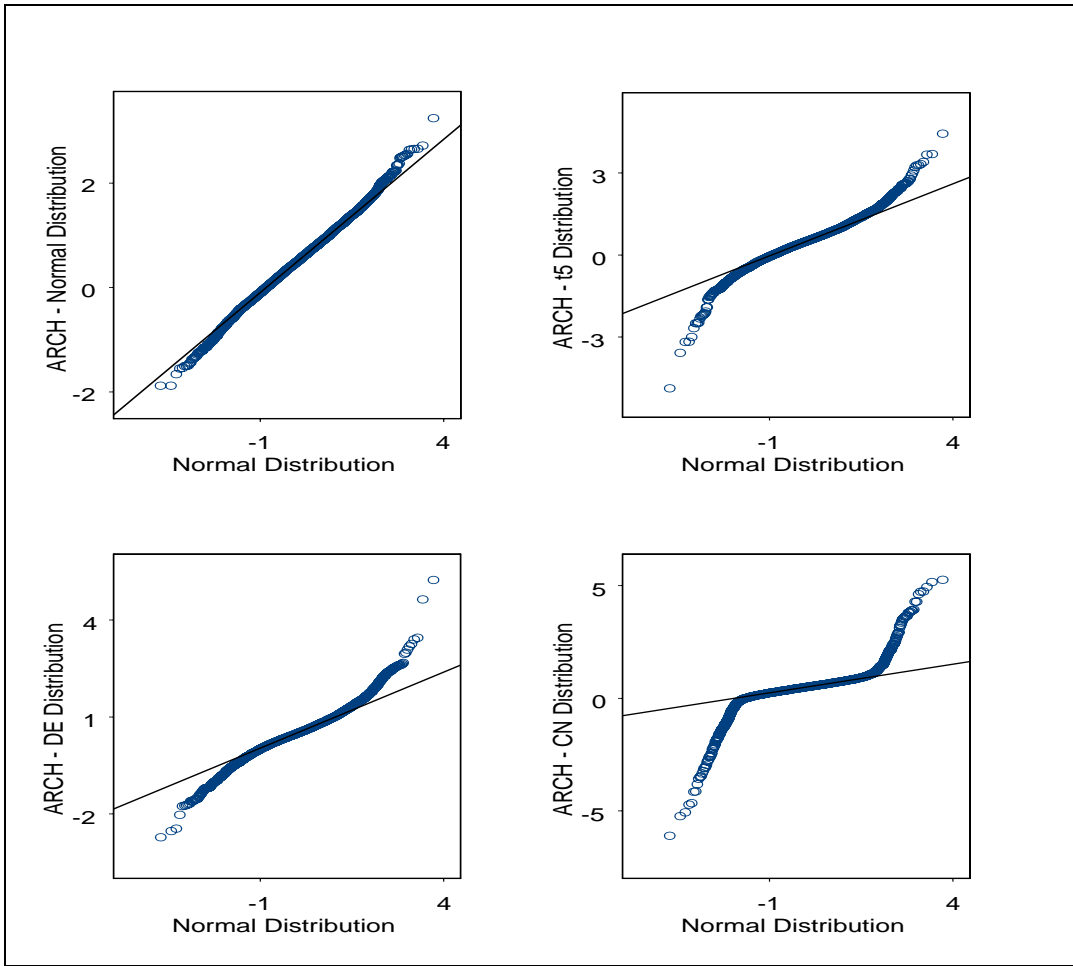 ARCH - Normal Distribution
2
0
-2
-1
4
Normal Distribution
ARCH - t5 Distribution
3
0
-3
-1
4
Normal Distribution
ARCH - DE Distribution
4
1
-2
-1
4
Normal Distribution
ARCH - CN Distribution
5
0
-5
-1
4
Normal Distribution